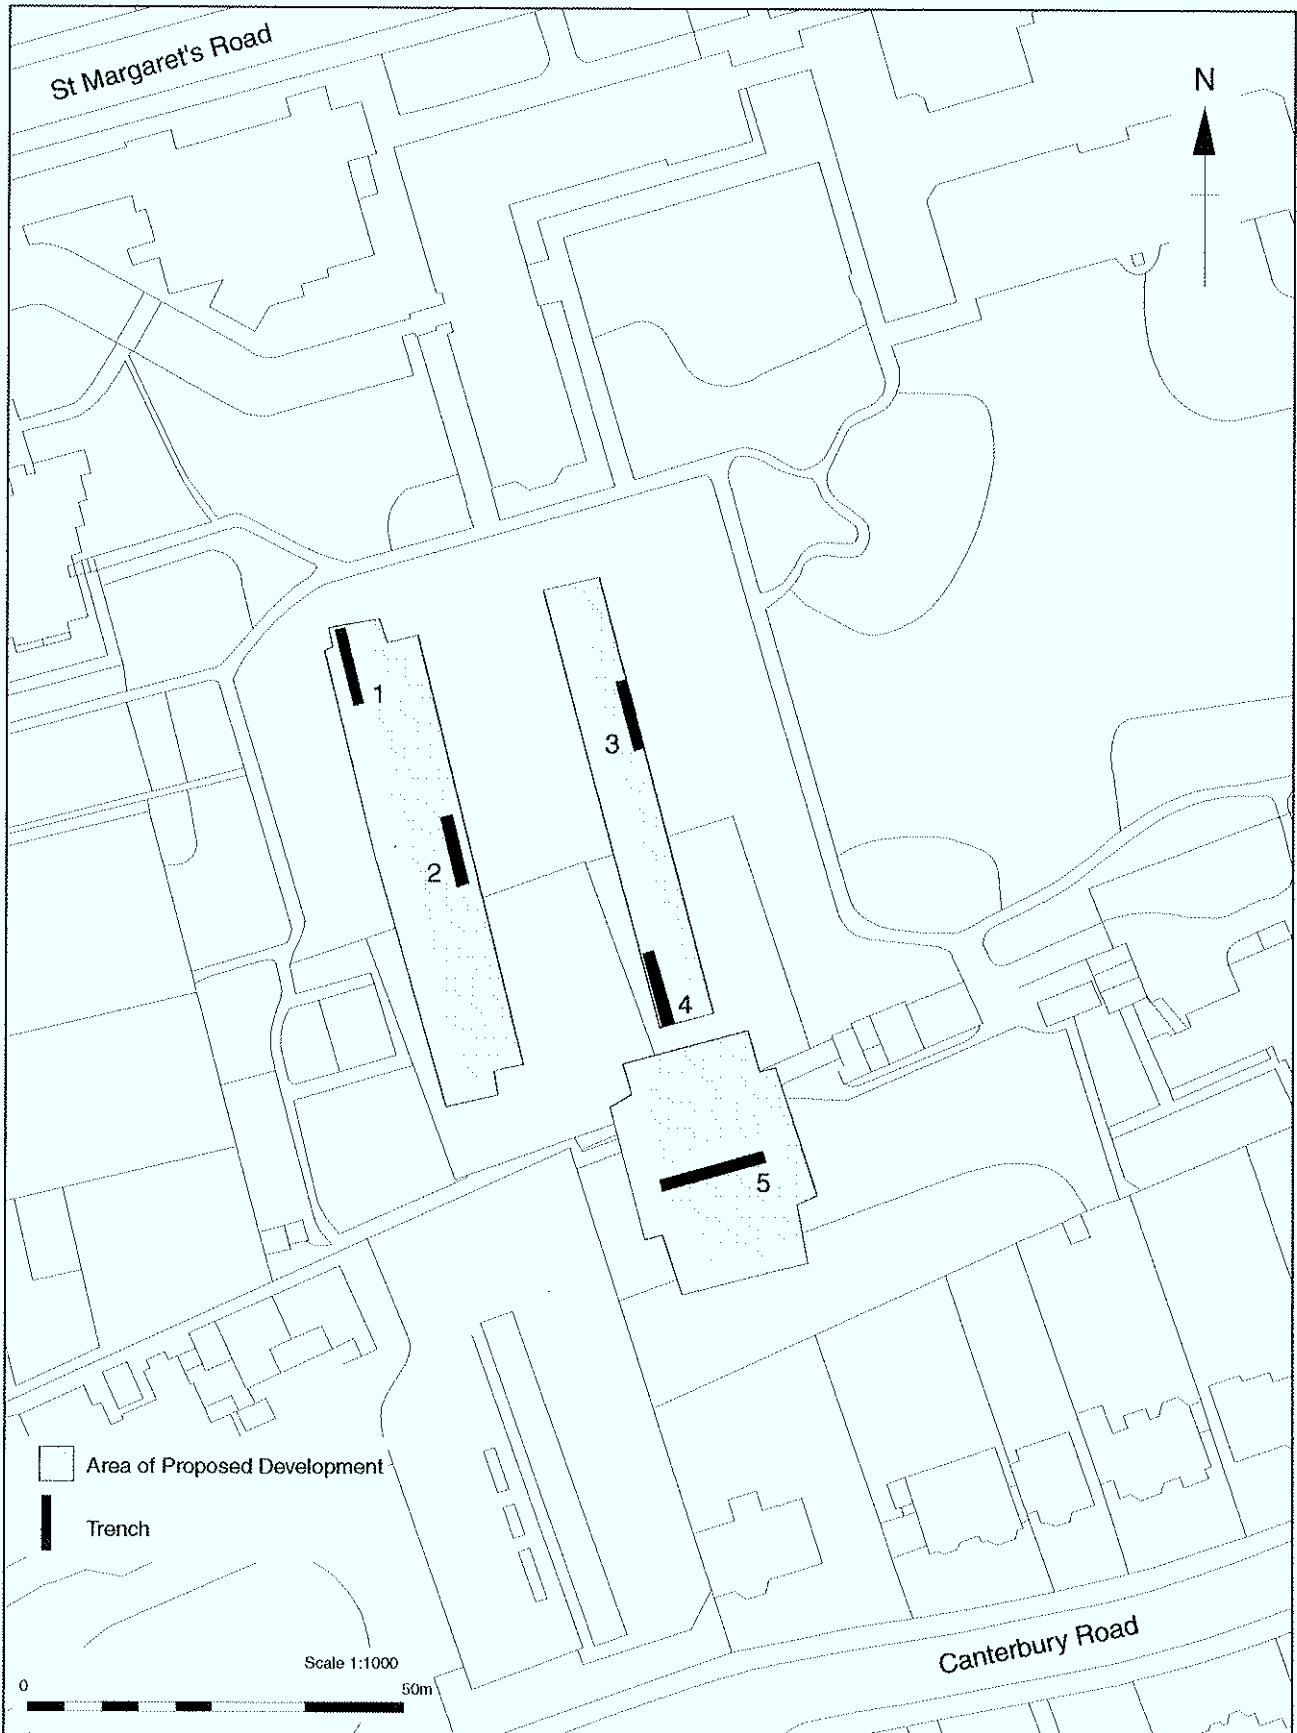 St Margaret's Road
N
1
3
2
4
5
Area of Proposed Development
Trench
Scale 1:1000
0 50m
Canterbury Road